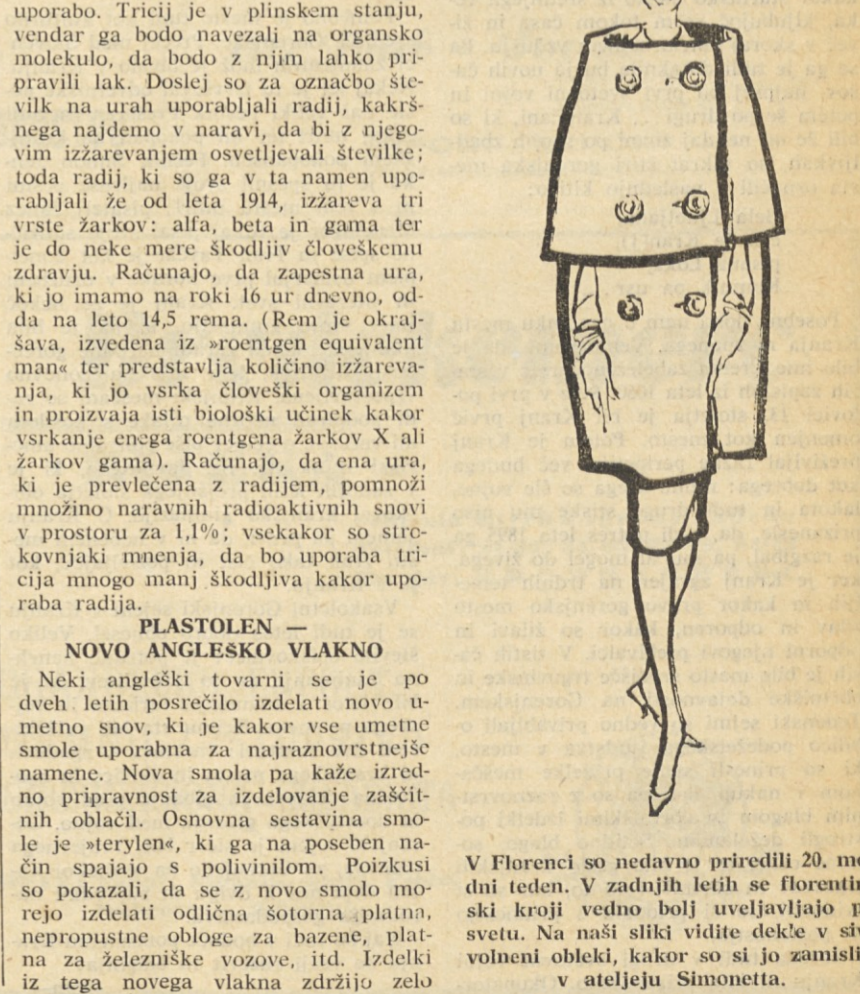 uporabo. Tricij je v plinskem stanju,
vendar ga bodo navezali na organsko
molekulo, da bodo z njim lahko pri-
pravili lak. Doslej so za označbo šte-
vilk na urah uporabljali radij, kakrš-
nega najdemo v naravi, da bi z njego-
vim izžarevanjem osvetljevali številke;
toda radij, ki so ga v ta namen upo-
rabljali že od leta 1914, izžareva tri
vrste žarkov: alfa, beta in gama ter
je do neke mere škodljiv človeškemu
zdravju. Računajo, da zapestna ura,
ki jo imamo na roki 16 ur dnevno, od-
da na leto 14,5 rema. (Rem je okraj-
šava, izvedena iz »roentgen equivalent
man« ter predstavlja količino izžareva-
nja, ki jo vsrka človeški organizem
in proizvaja isti biološki učinek kakor
vsrkanje enega roentgena žarkov X ali
žarkov gama). Računajo, da ena ura,
ki je prevlečena z radijem, pomnoži
množino naravnih radioaktivnih snovi
v prostoru za 1,1%; vsekakor so stro-
kovnjaki mnenja, da bo uporaba tri-
cija mnogo manj škodljiva kakor upo-
raba radija.
PLASTOLEN —
NOVO ANGLEŠKO VLAKNO
Neki angleški tovarni se je po
dveh letih posrečilo izdelati novo u-
metno snov, ki je kakor vse umetne
smole uporabna za najraznovrstnejše
namene. Nova smola pa kaže izred-
no pripravnost za izdelovanje zaščit-
nih oblačil. Osnovna sestavina smo-
le je »terylen«, ki ga na poseben na-
čin spajajo s polivinilom. Poizkusi
so pokazali, da se z novo smolo mo-
rejo izdelati odlična šotorna platna,
nepropustne obloge za bazene, plat-
na za železniške vozove, itd. Izdelki
iz tega novega vlakna zdržijo zelo
V Florenci so nedavno priredili 20. mo
dni teden. V zadnjih letih se florentin
ski kroji vedno bolj uveljavljajo p
svetu. Na naši sliki vidite dekle v siv
volneni obleki, kakor so si jo zamisli
v ateljeju Simonetta.